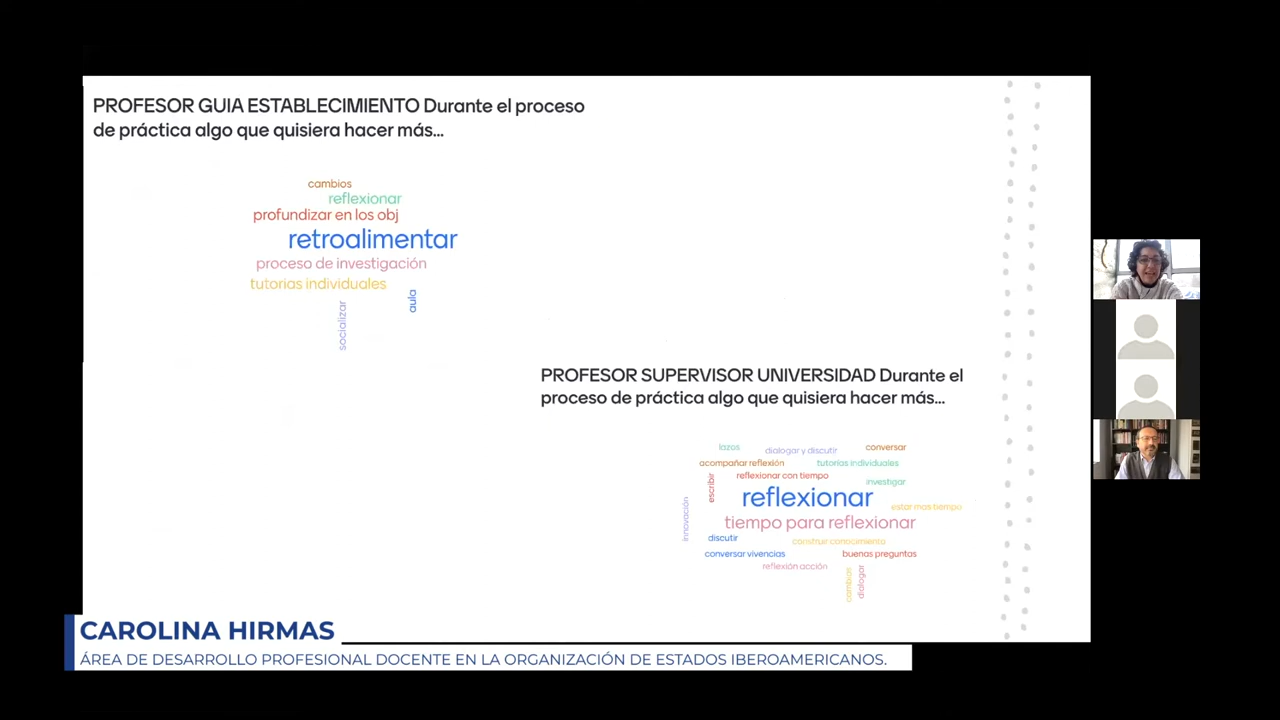 PROFESOR GUIA ESTABLECIMIENTO Durante el proceso
de práctica algo que quisiera hacer más...
cambios
reflexionar
profundizar en los obj
retroalimentar
proceso de investigación
tutorias individuales
aula
socializar
PROFESOR SUPERVISOR UNIVERSIDAD Durante el
proceso de práctica algo que quisiera hacer más...
lazos
dialogar y discutir
conversar
acompañar reflexión
tutorías individuales
reflexionar con tiempo
escribir
investigar
reflexionar
innovación
estar mas tiempo
tiempo para reflexionar
discutir
construir conocimiento
conversar vivencias
buenas preguntas
reflexión acción
cambios
dialogar
CAROLINA HIRMAS
ÁREA DE DESARROLLO PROFESIONAL DOCENTE EN LA ORGANIZACIÓN DE ESTADOS IBEROAMERICANOS.